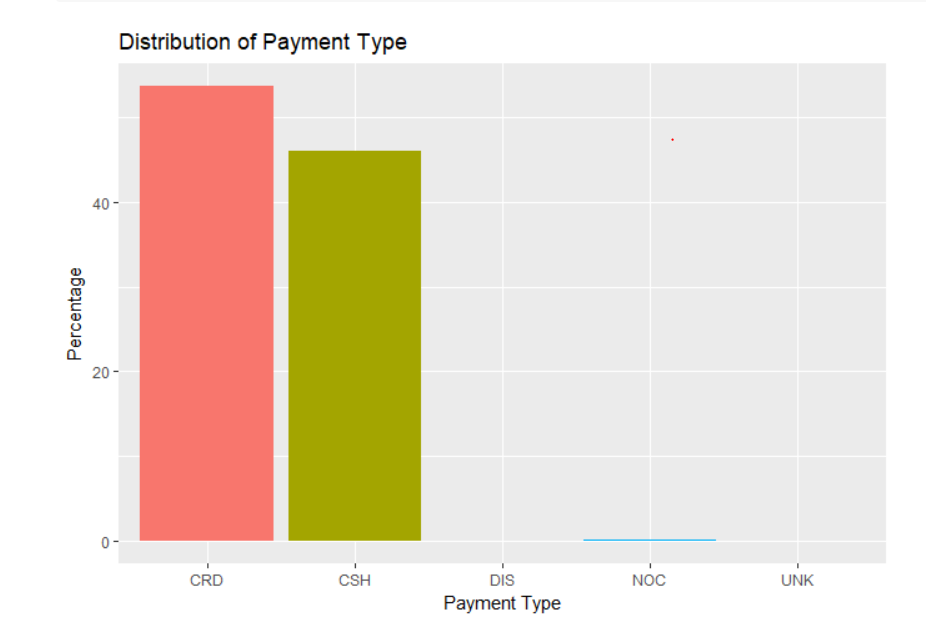 Distribution of Payment Type
Percentage
40
20
0
CRD CSH DIS NOC UNK
Payment Type